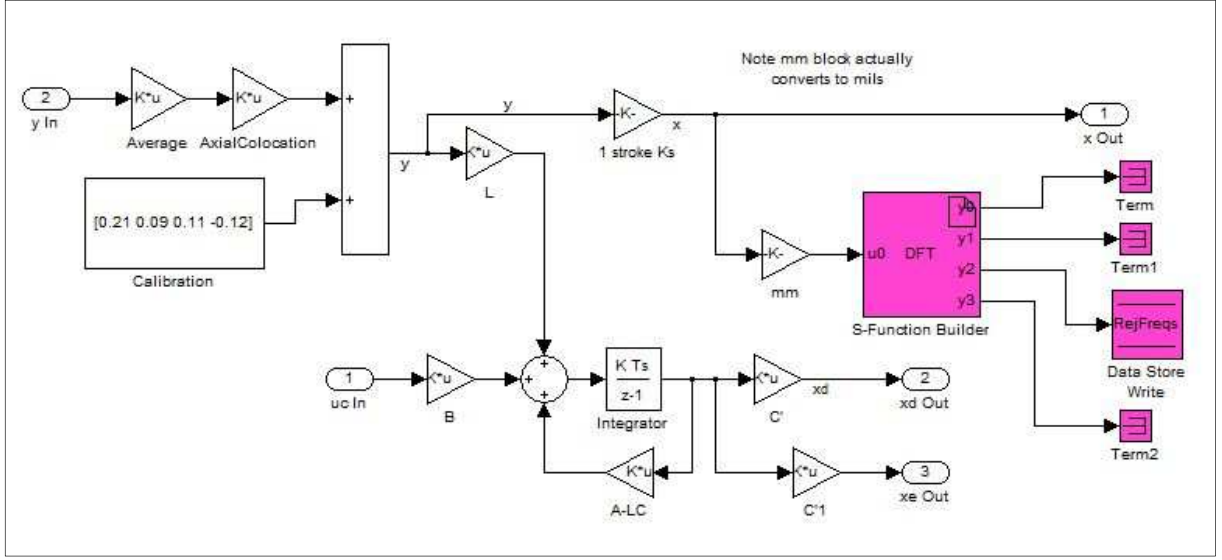 Note mm block actually
converts to mils
2
y In
K*u
Average
K*u
AxialColocation
+
+
y
y
-K-
1 stroke Ks
x
1
x Out
K*u
L
[0.21 0.09 0.11 -0.12]
Calibration
-K-
mm
u0
DFT
y0
y1
y2
y3
S-Function Builder
Term
Term1
RejFreqs
Data Store
Write
Term2
1
uc In
K*u
B
+
+
+
K Ts
z-1
Integrator
K*u
C'
xd
2
xd Out
K*u
A-LC
K*u
C'1
3
xe Out